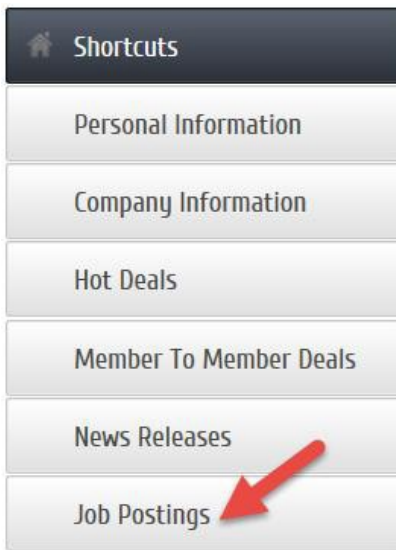 Shortcuts
Personal Information
Company Information
Hot Deals
Member To Member Deals
News Releases
Job Postings